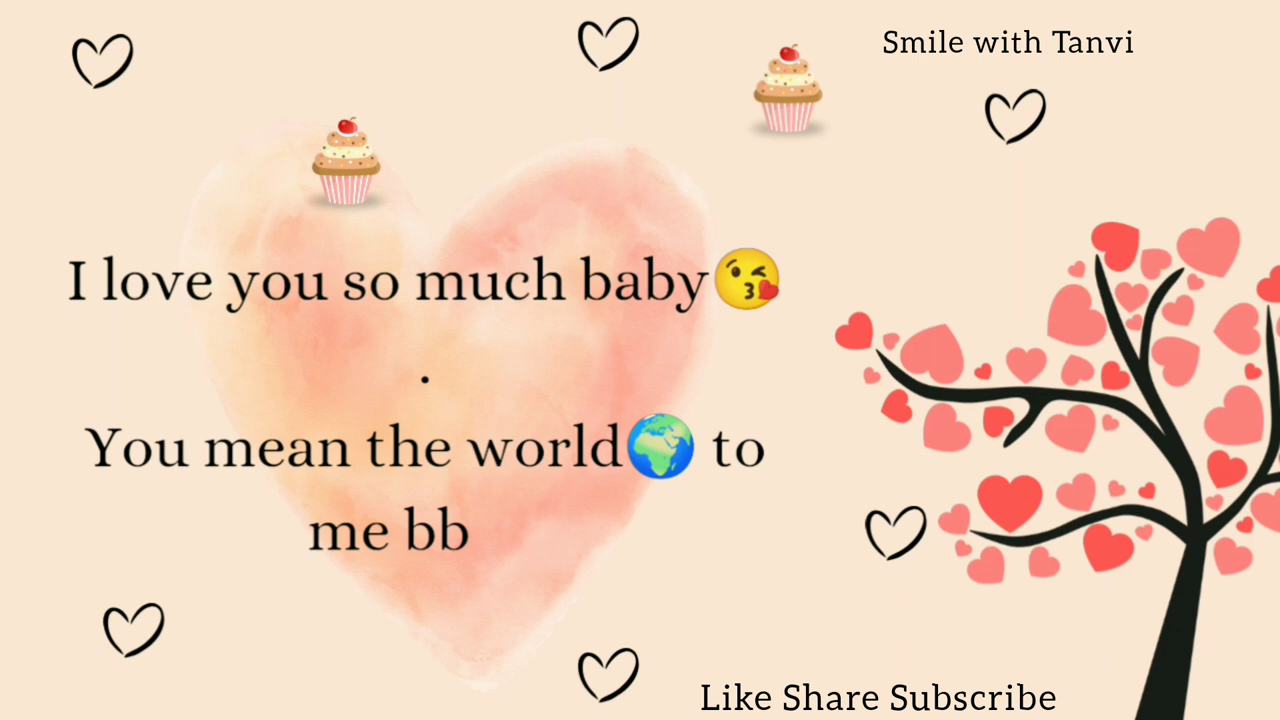 Smile with Tanvi
I love you so much baby😘
.
You mean the world🌍 to
me bb
Like Share Subscribe